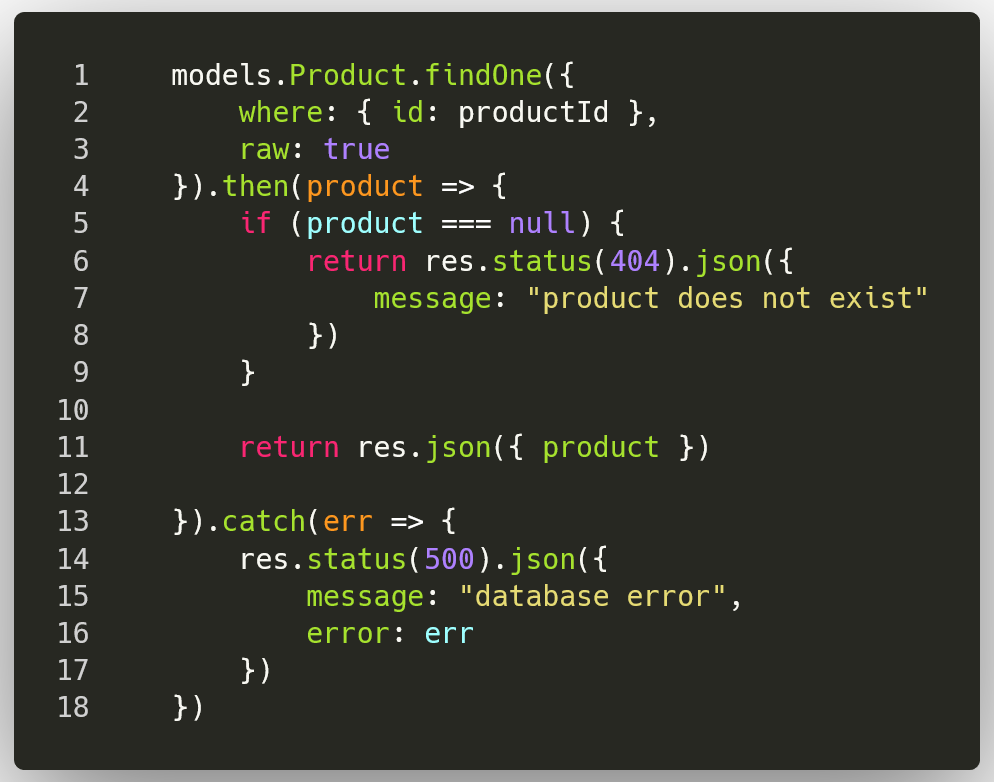 1 models.Product.findOne({
2 where: { id: productId },
3 raw: true
4 }).then(product => {
5 if (product === null) {
6 return res.status(404).json({
7 message: "product does not exist"
8 })
9 }
10
11 return res.json({ product })
12
13 }).catch(err => {
14 res.status(500).json({
15 message: "database error",
16 error: err
17 })
18 })